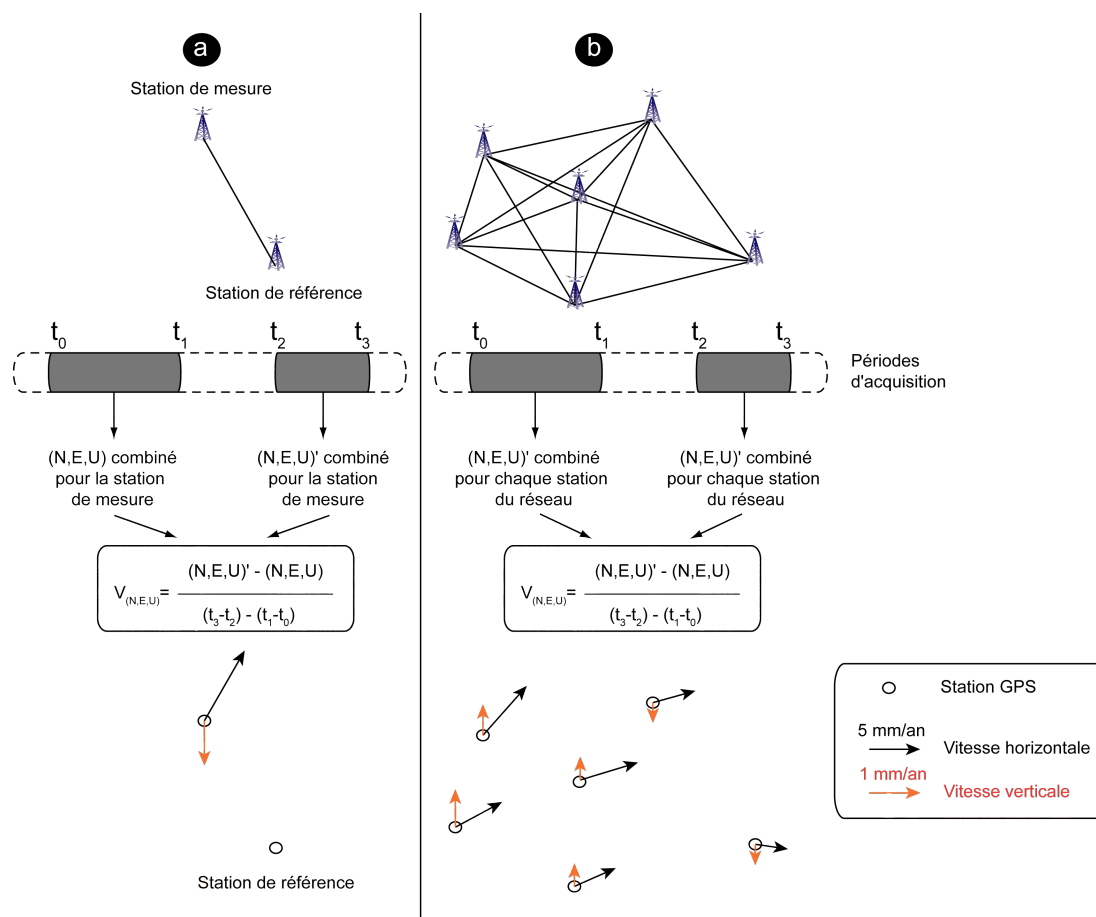 a
Station de mesure
Station de référence
t0 t1 t2 t3
(N,E,U) combiné
pour la station
de mesure
(N,E,U)' combiné
pour la station
de mesure
V(N,E,U)= (N,E,U)' - (N,E,U)
(t3-t2) - (t1-t0)
Station de référence
b
t0 t1 t2 t3
Périodes
d'acquisition
(N,E,U)' combiné
pour chaque station
du réseau
(N,E,U)' combiné
pour chaque station
du réseau
V(N,E,U)= (N,E,U)' - (N,E,U)
(t3-t2) - (t1-t0)
Station GPS
5 mm/an
Vitesse horizontale
1 mm/an
Vitesse verticale